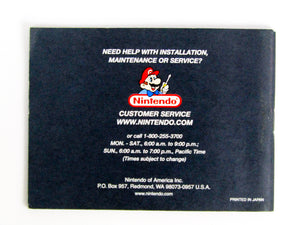 NEED HELP WITH INSTALLATION,
MAINTENANCE OR SERVICE?
Nintendo
CUSTOMER SERVICE
WWW.NINTENDO.COM
or call 1-800-255-3700
MON. - SAT., 6:00 a.m. to 9:00 p.m.;
SUN., 6:00 a.m. to 7:00 p.m., Pacific Time
(Times subject to change)
Nintendo of America Inc.
P.O. Box 957, Redmond, WA 98073-0957 U.S.A.
www.nintendo.com
PRINTED IN JAPAN